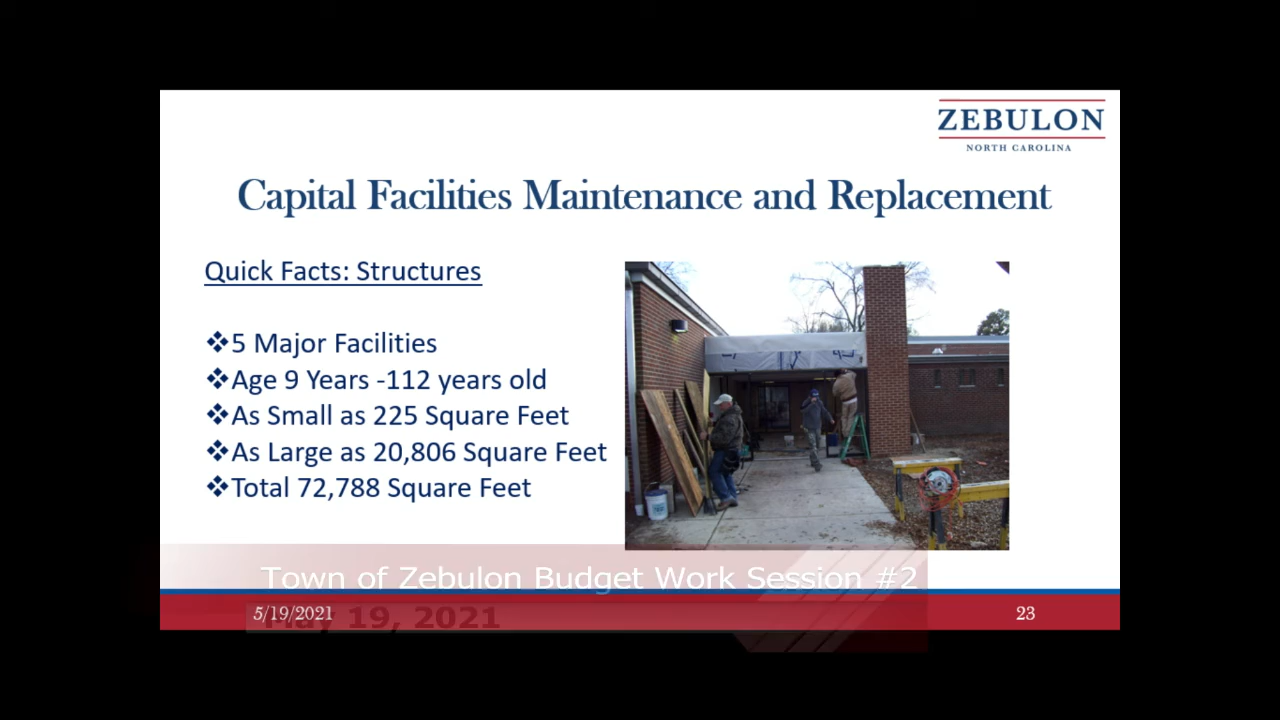 ZEBULON
NORTH CAROLINA
Capital Facilities Maintenance and Replacement
Quick Facts: Structures
❖5 Major Facilities
❖Age 9 Years -112 years old
❖As Small as 225 Square Feet
❖As Large as 20,806 Square Feet
❖Total 72,788 Square Feet
Town of Zebulon Budget Work Session #2
May 19, 2021
5/19/2021
23